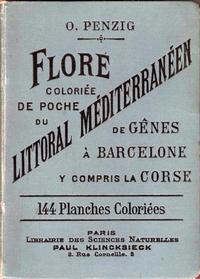 O. PENZIG
FLORE
COLORIÉE
DE POCHE
DU
LITTORAL MÉDITERRANÉEN
DE GÊNES
À BARCELONE
Y COMPRIS LA CORSE
144 Planches Coloriées
PARIS
LIBRAIRIE DES SCIENCES NATURELLES
PAUL KLINCKSIECK
3. Rue Corneille. 3